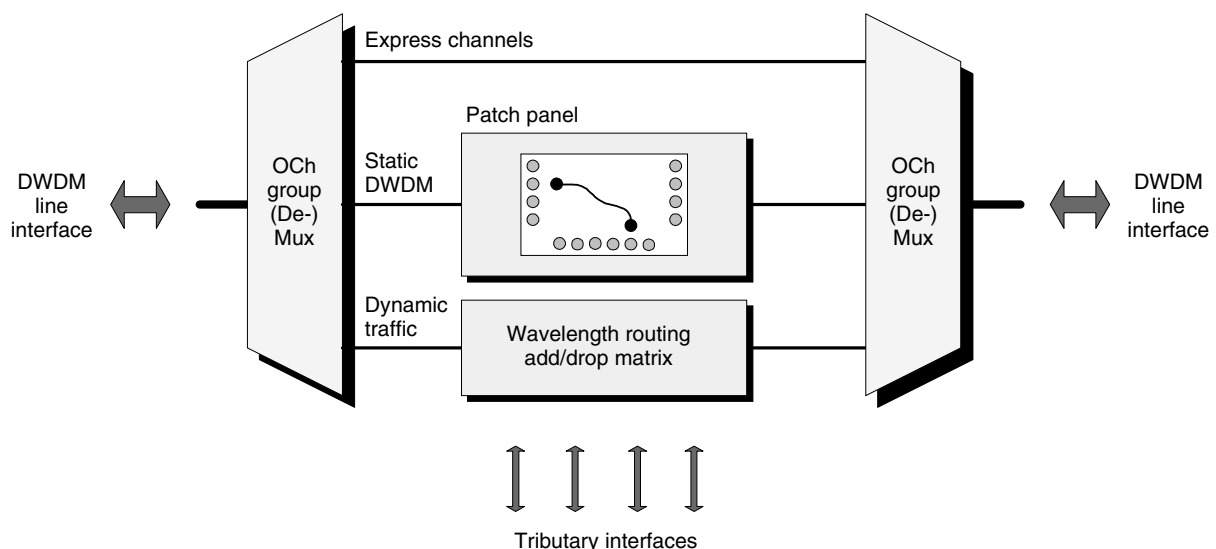 Express channels
Patch panel
OCh
group
(De-)
Mux
Static
DWDM
OCh
group
(De-)
Mux
DWDM
line
interface
DWDM
line
interface
Dynamic
traffic
Wavelength routing
add/drop matrix
Tributary interfaces